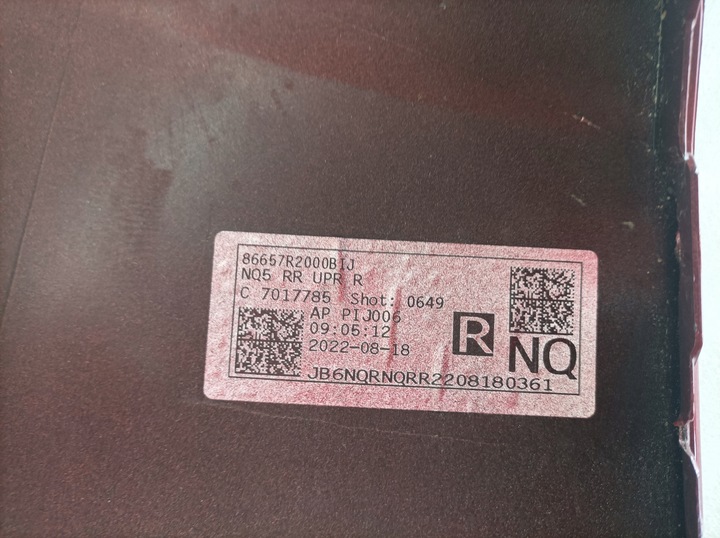 86657R2000BIJ
NQ5 RR UPR R
C 7017785 Shot: 0649
AP PIJ006
09:05:12
2022-08-18
R
NQ
JB6NQRNQRR2208180361